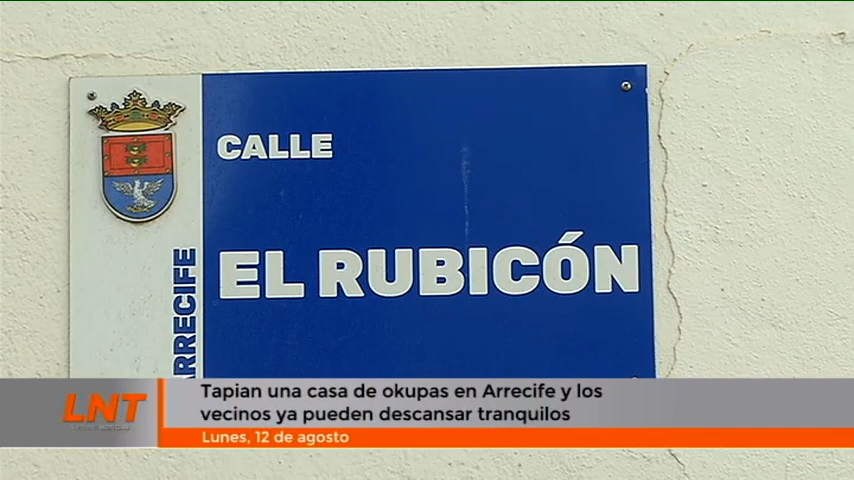 CALLE
EL RUBICÓN
ARRECIFE
LNT
Tapian una casa de okupas en Arrecife y los
vecinos ya pueden descansar tranquilos
Lunes, 12 de agosto